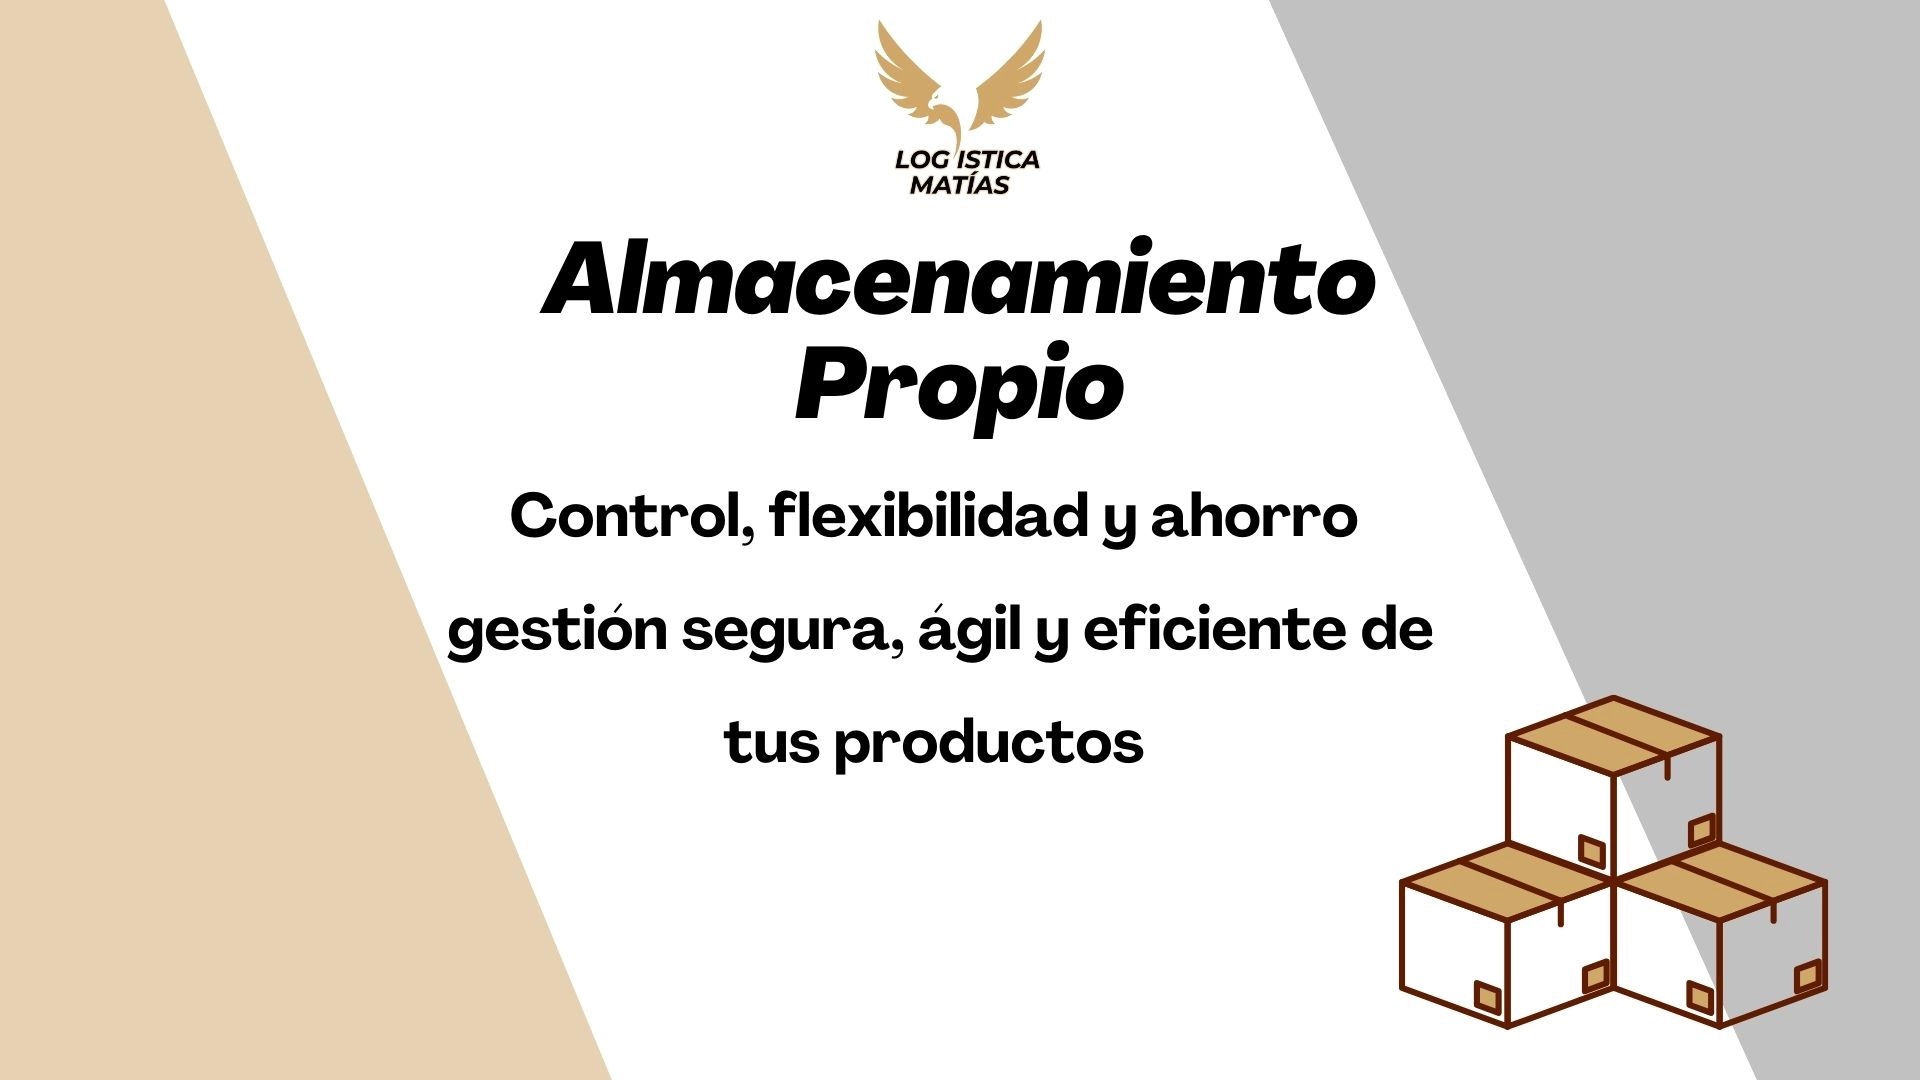 LOG ISTICA
MATÍAS
Almacenamiento
Propio
Control, flexibilidad y ahorro
gestión segura, ágil y eficiente de
tus productos